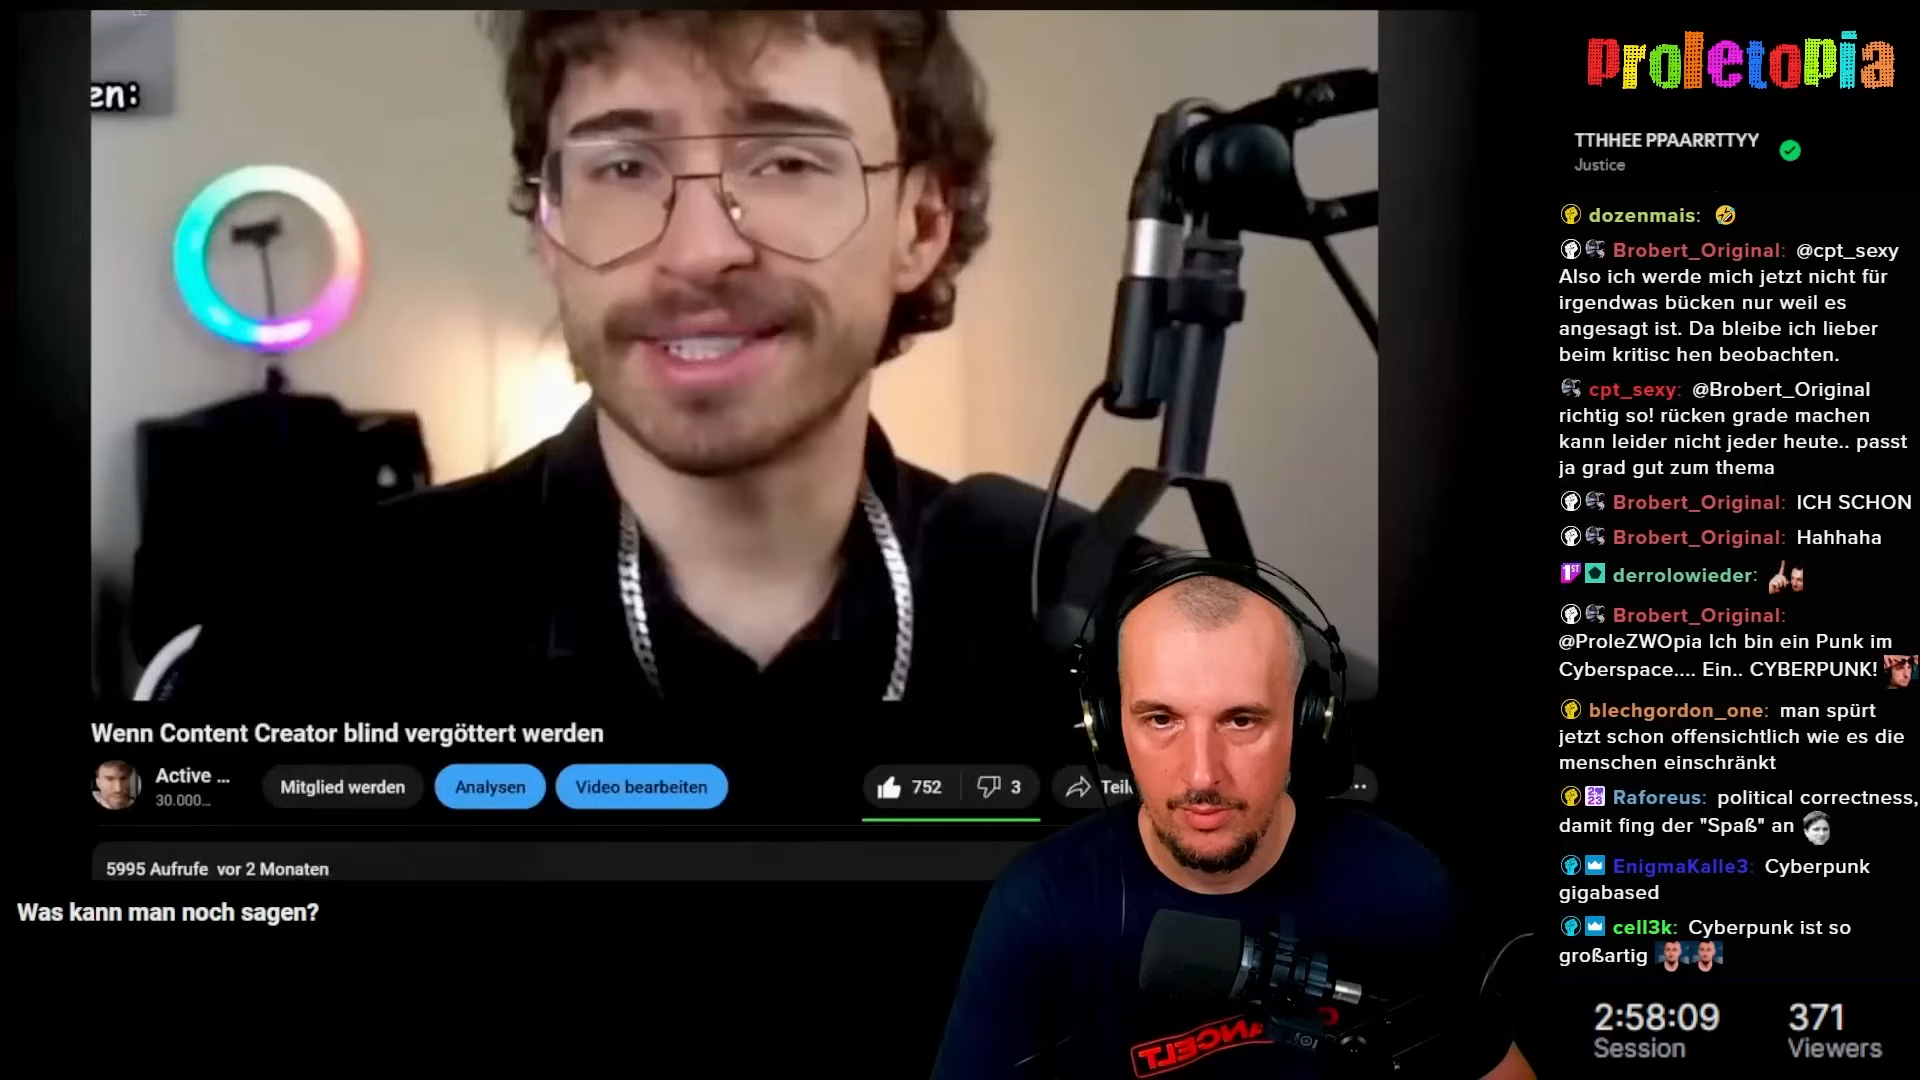 en:
Wenn Content Creator blind vergöttert werden
Active ...
30.000...
Mitglied werden
Analysen
Video bearbeiten
752
3
5995 Aufrufe vor 2 Monaten
Was kann man noch sagen?
Proletopia
TTHHEE PPAARRTTYY
Justice
dozenmais:
Brobert_Original: @cpt_sexy
Also ich werde mich jetzt nicht für
irgendwas bücken nur weil es
angesagt ist. Da bleibe ich lieber
beim kritisc hen beobachten.
cpt_sexy: @Brobert_Original
richtig so! rücken grade machen
kann leider nicht jeder heute.. passt
ja grad gut zum thema
Brobert_Original: ICH SCHON
Brobert_Original: Hahhaha
1ST derrolowieder:
Brobert_Original:
@ProleZWOpia Ich bin ein Punk im
Cyberspace.... Ein.. CYBERPUNK!
blechgordon_one: man spürt
jetzt schon offensichtlich wie es die
menschen einschränkt
Raforeus: political correctness,
damit fing der "Spaß" an
EnigmaKalle3: Cyberpunk
gigabased
cell3k: Cyberpunk ist so
großartig
2:58:09
Session
371
Viewers